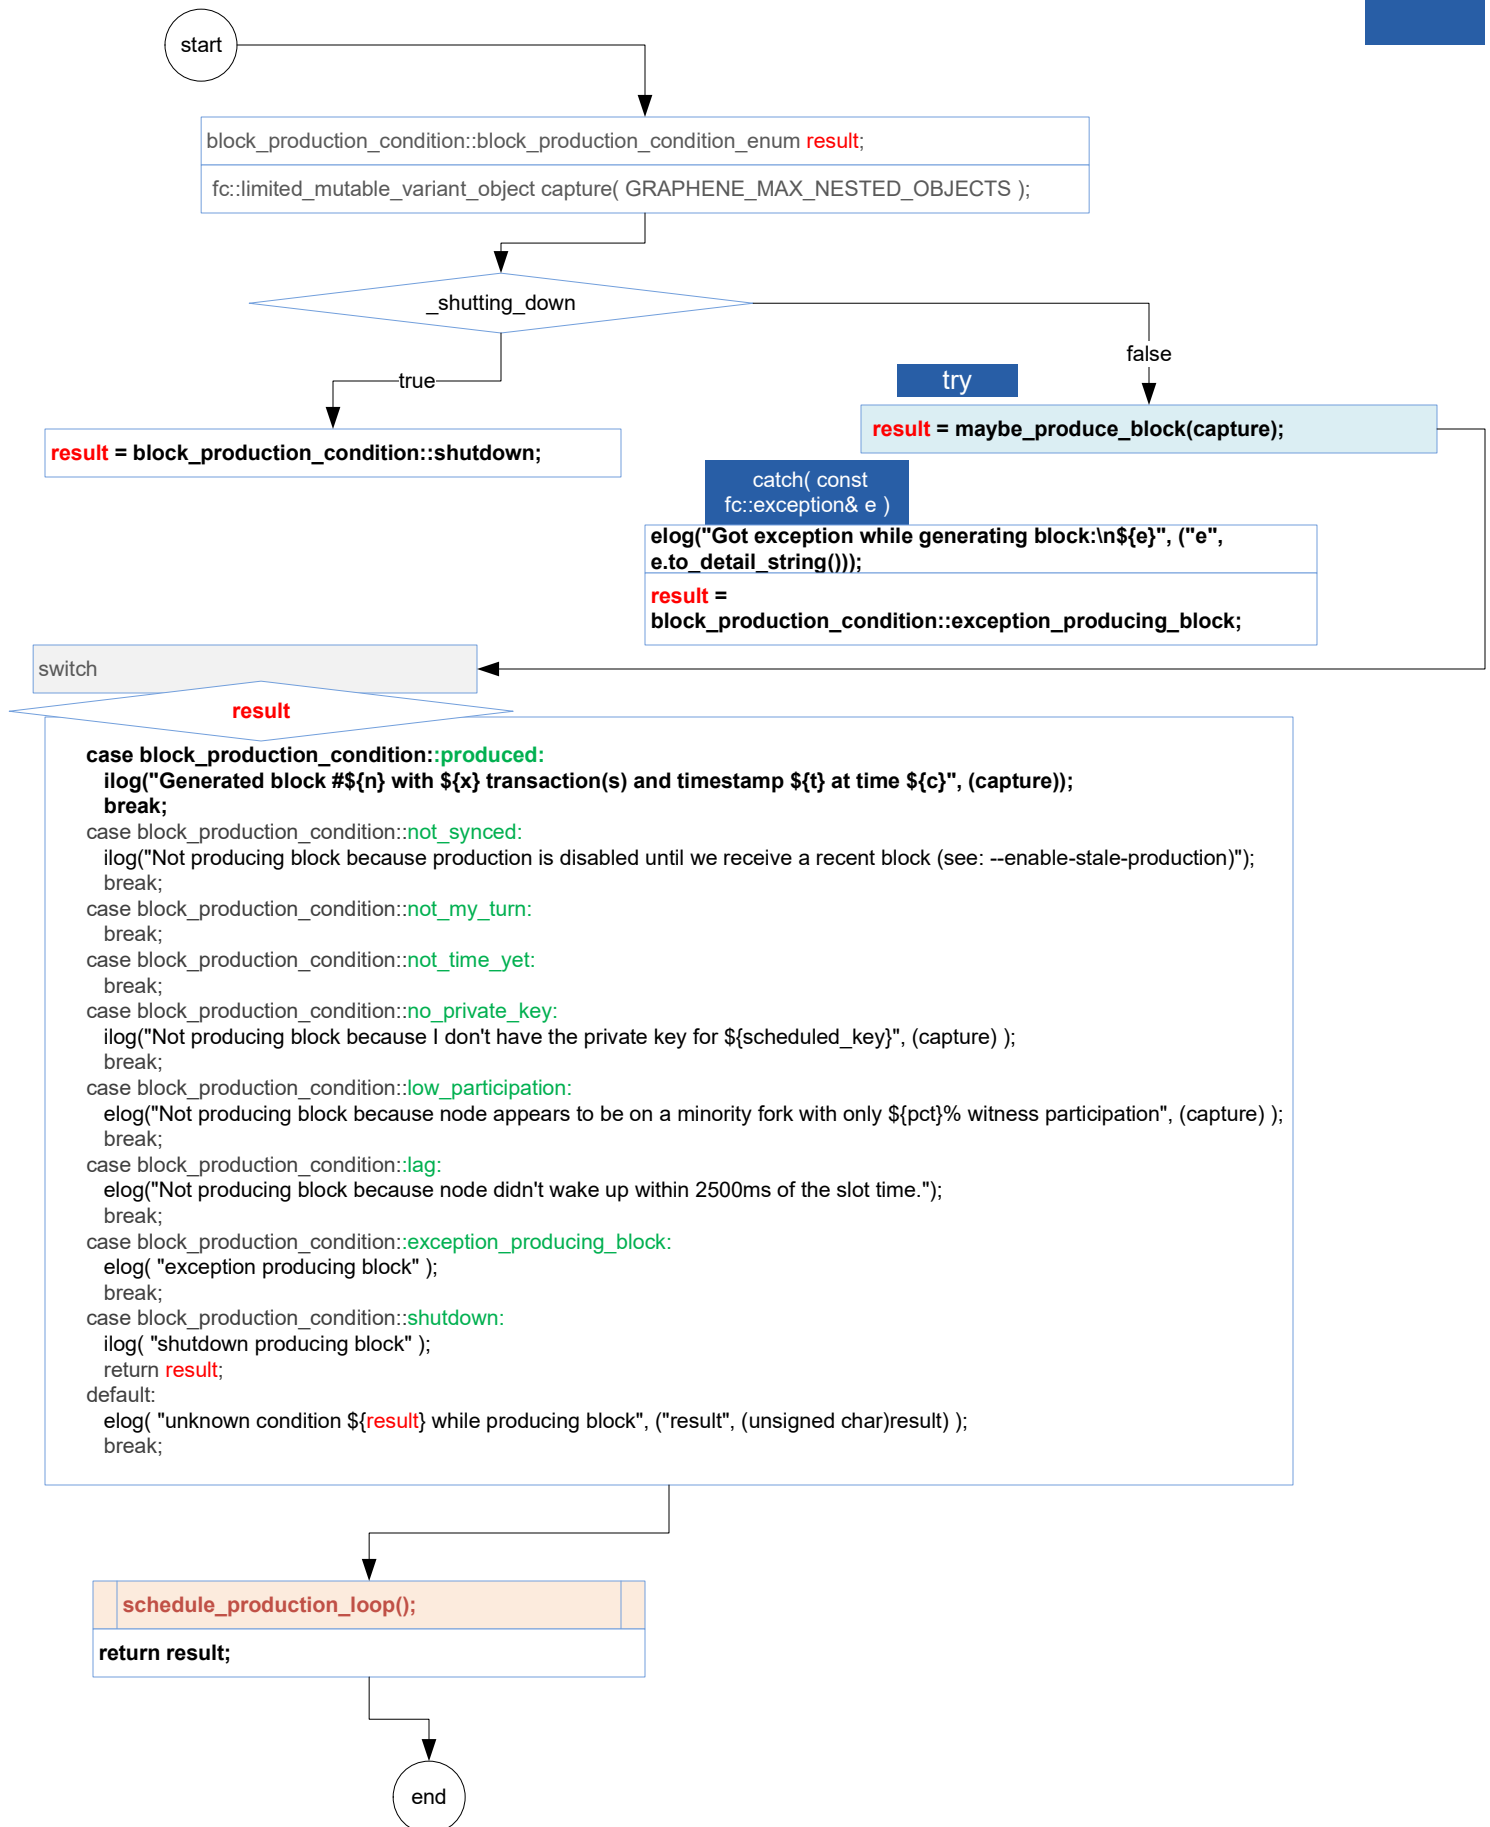 start
block_production_condition::block_production_condition_enum result;
fc::limited_mutable_variant_object capture( GRAPHENE_MAX_NESTED_OBJECTS );
_shutting_down
true
false
try
result = block_production_condition::shutdown;
result = maybe_produce_block(capture);
catch( const
fc::exception& e )
elog("Got exception while generating block:\n${e}", ("e",
e.to_detail_string()));
result =
block_production_condition::exception_producing_block;
switch
result
case block_production_condition::produced:
ilog("Generated block #${n} with ${x} transaction(s) and timestamp ${t} at time ${c}", (capture));
break;
case block_production_condition::not_synced:
ilog("Not producing block because production is disabled until we receive a recent block (see: --enable-stale-production)");
break;
case block_production_condition::not_my_turn:
break;
case block_production_condition::not_time_yet:
break;
case block_production_condition::no_private_key:
ilog("Not producing block because I don't have the private key for ${scheduled_key}", (capture) );
break;
case block_production_condition::low_participation:
elog("Not producing block because node appears to be on a minority fork with only ${pct}% witness participation", (capture) );
break;
case block_production_condition::lag:
elog("Not producing block because node didn't wake up within 2500ms of the slot time.");
break;
case block_production_condition::exception_producing_block:
elog( "exception producing block" );
break;
case block_production_condition::shutdown:
ilog( "shutdown producing block" );
return result;
default:
elog( "unknown condition ${result} while producing block", ("result", (unsigned char)result) );
break;
schedule_production_loop();
return result;
end